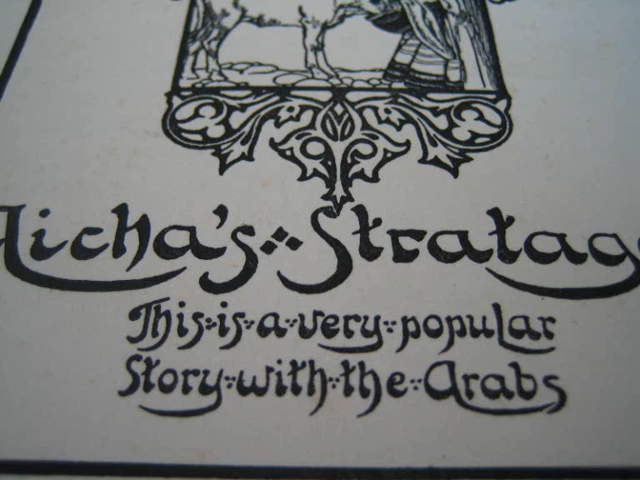 Aicha's Stratag
This is a very popular
Story with the Arabs